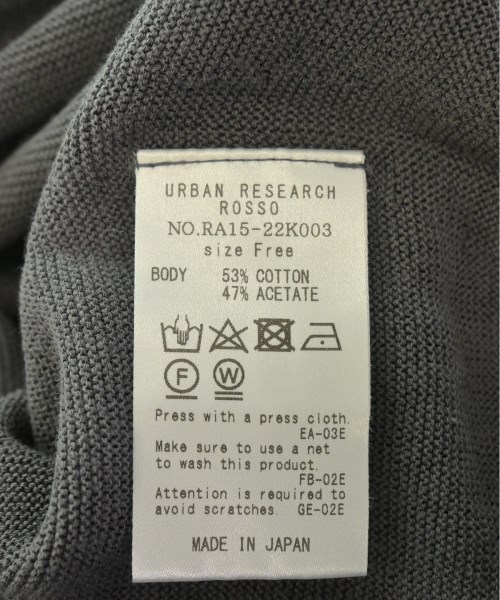 URBAN RESEARCH
ROSSO
NO.RA15-22K003
size Free
BODY 53% COTTON
47% ACETATE
F W
Press with a press cloth.
EA-03E
Make sure to use a net
to wash this product.
FB-02E
Attention is required to
avoid scratches. GE-02E
MADE IN JAPAN